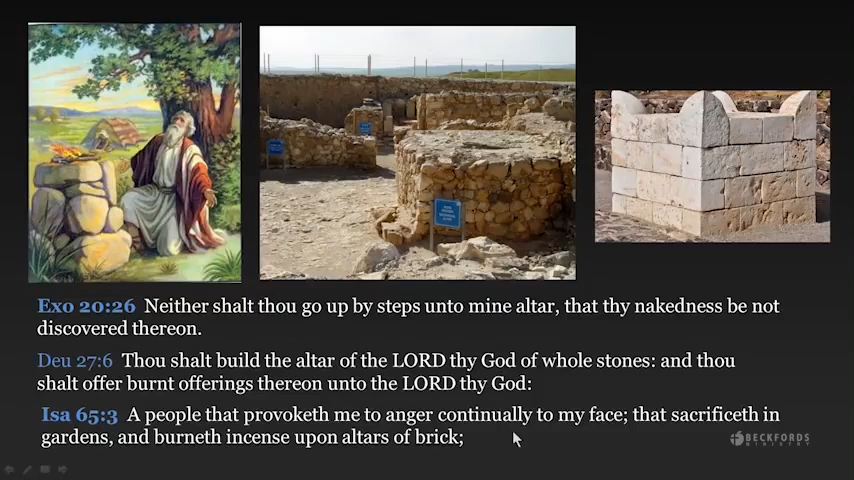 Exo 20:26 Neither shalt thou go up by steps unto mine altar, that thy nakedness be not
discovered thereon.
Deu 27:6 Thou shalt build the altar of the LORD thy God of whole stones: and thou
shalt offer burnt offerings thereon unto the LORD thy God:
Isa 65:3 A people that provoketh me to anger continually to my face; that sacrificeth in
gardens, and burneth incense upon altars of brick;
BECKFORDS
MINISTRY